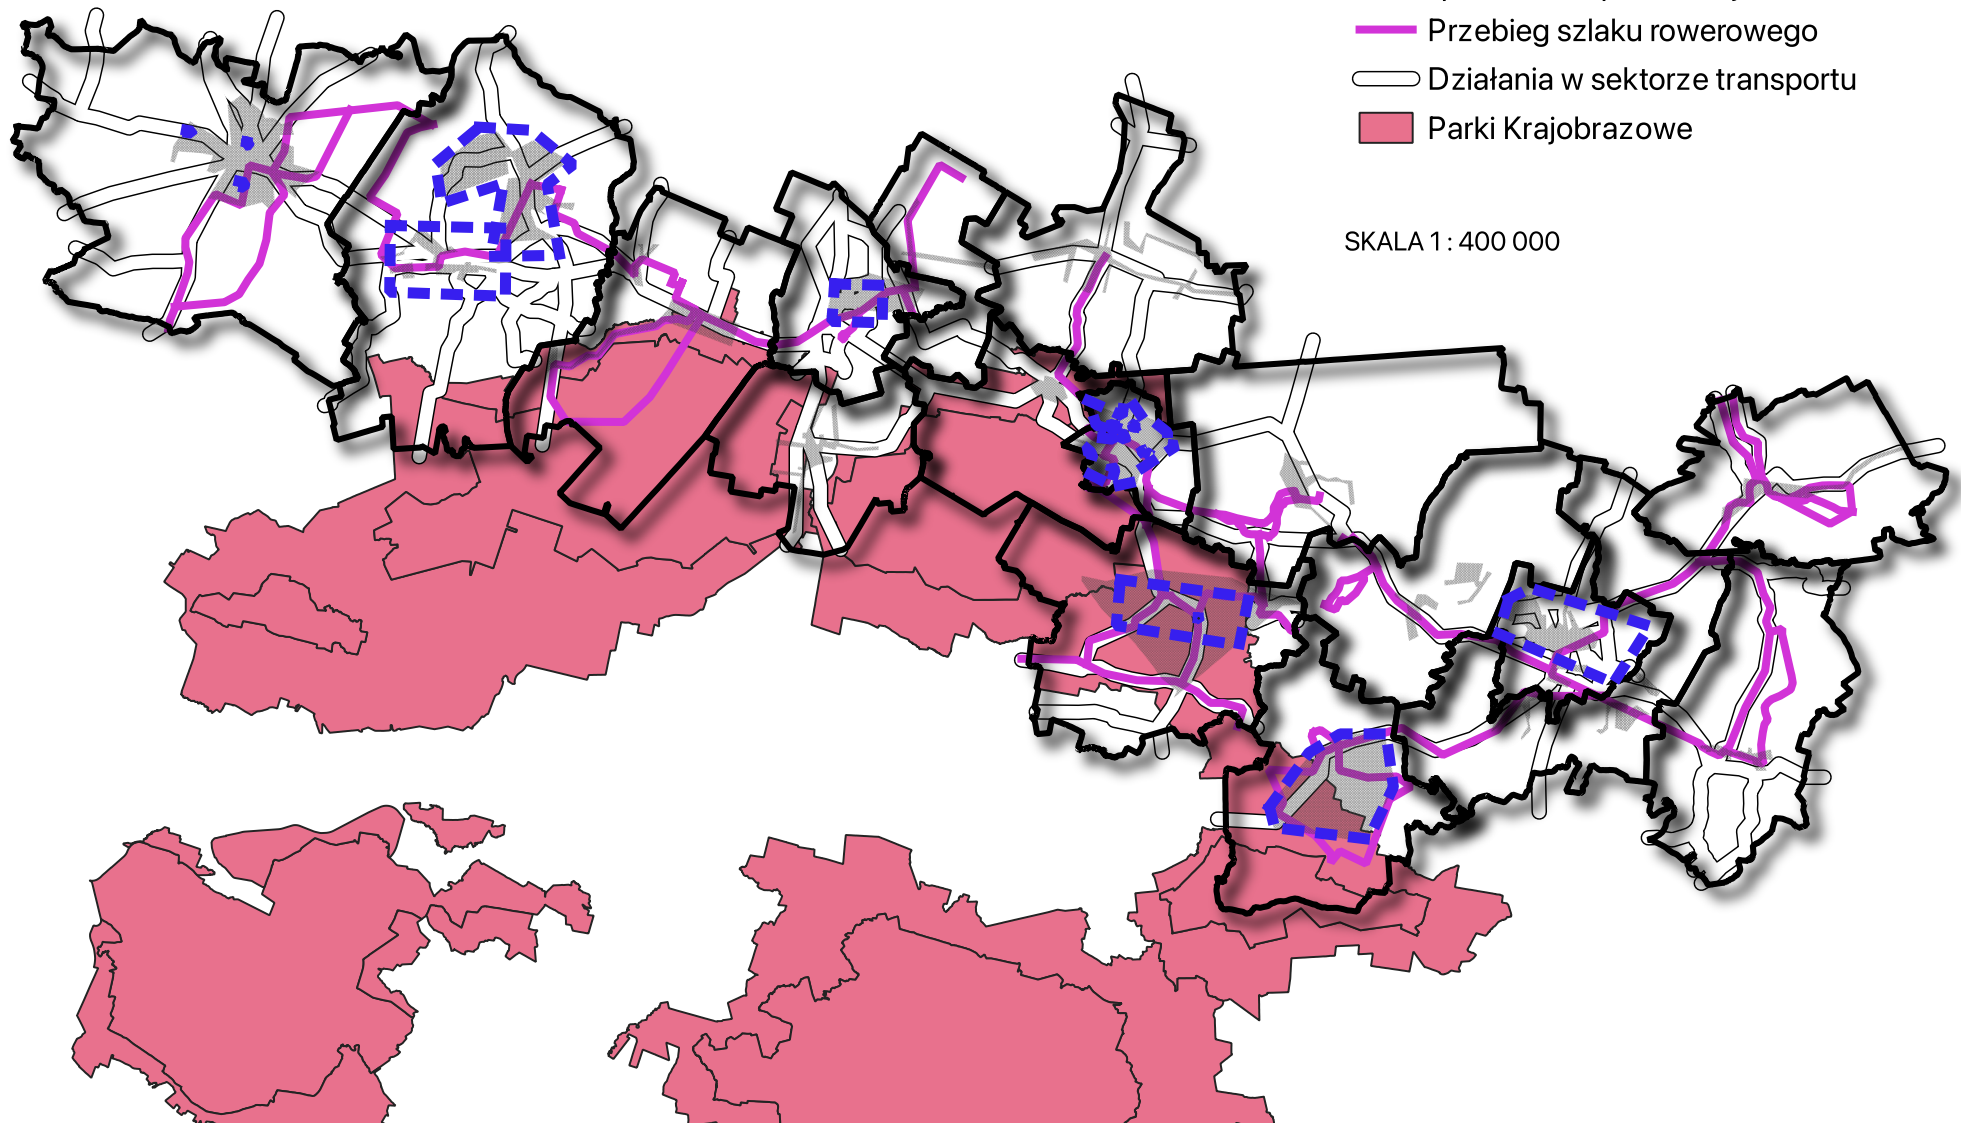 Przebieg szlaku rowerowego
Działania w sektorze transportu
Parki Krajobrazowe
SKALA 1 : 400 000